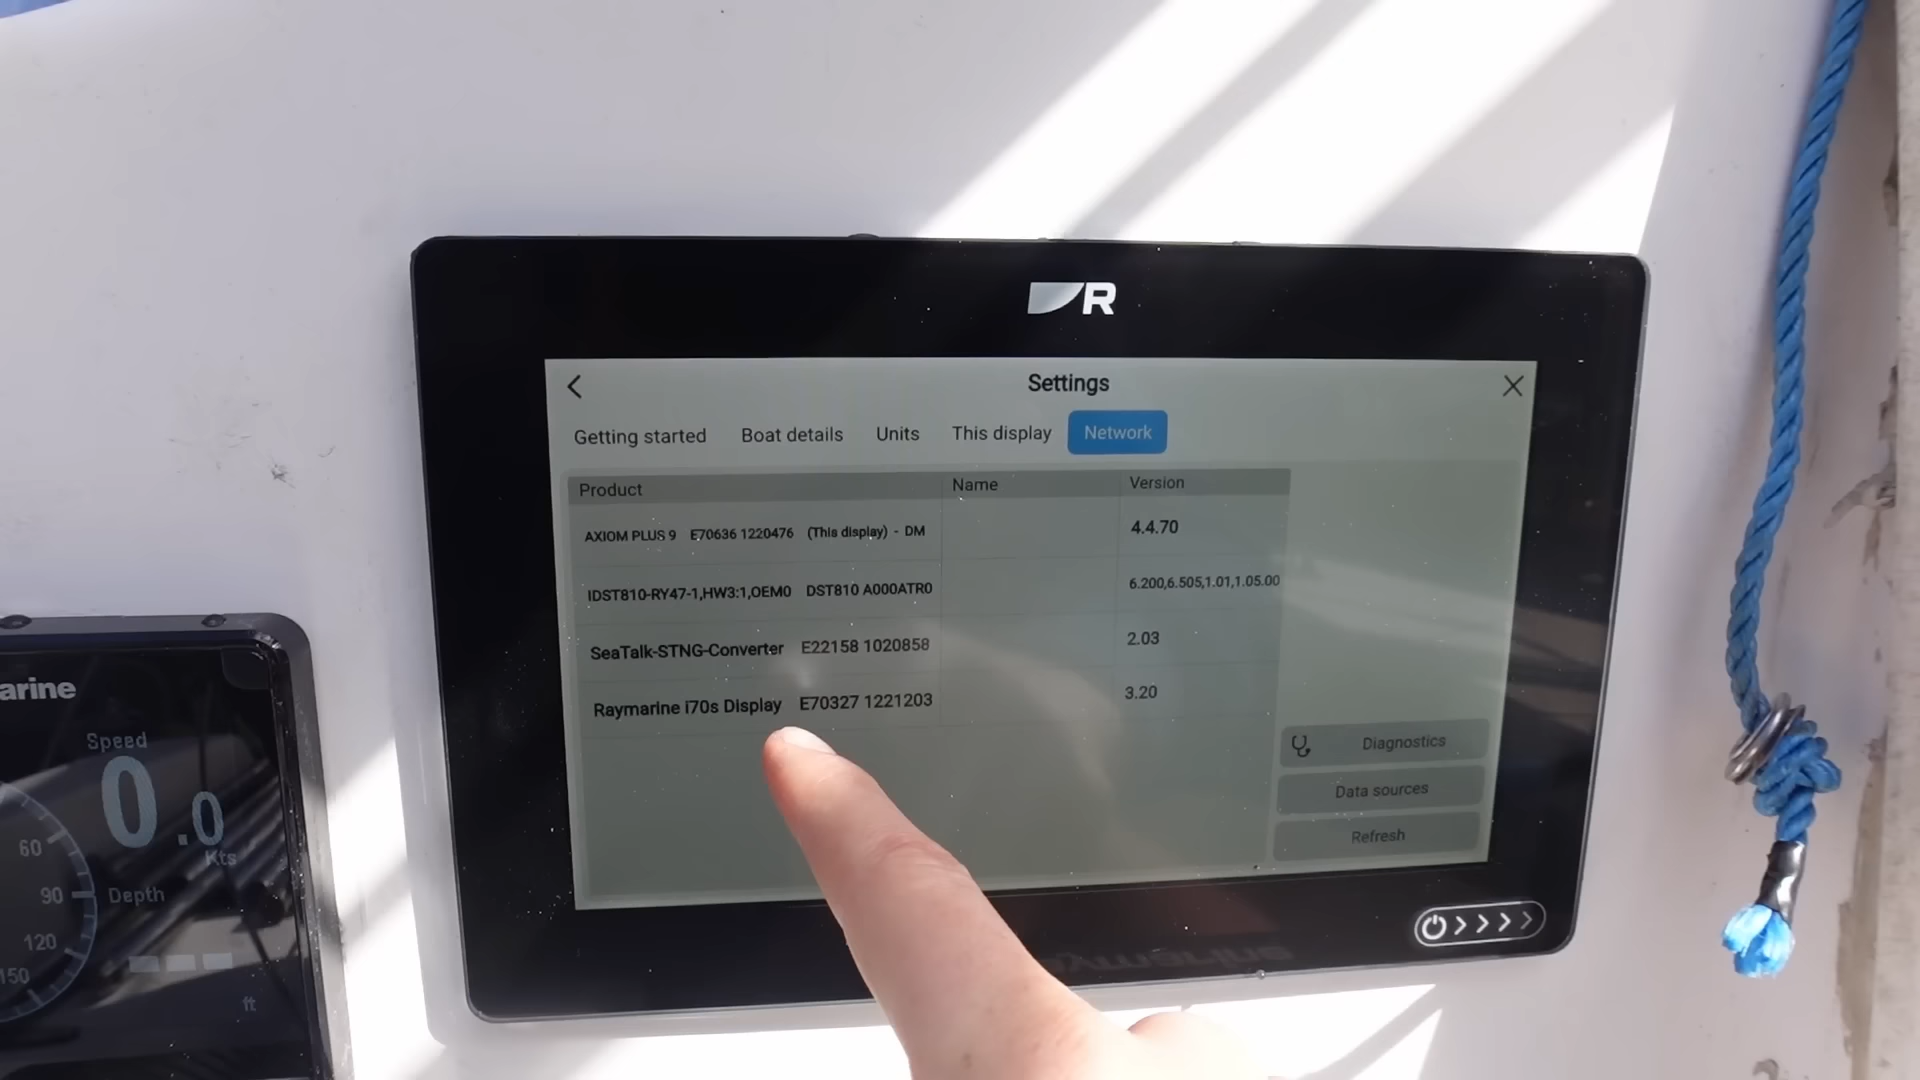 R
Settings
Getting started Boat details Units This display Network
Product Name Version
AXIOM PLUS 9 E70636 1220476 (This display) - DM 4.4.70
IDST810-RY47-1,HW3:1,OEM0 DST810 A000ATR0 6.200,6.505,1.01,1.05.00
SeaTalk-STNG-Converter E22158 1020858 2.03
Raymarine i70s Display E70327 1221203 3.20
Diagnostics
Data sources
Refresh
arine
Speed
0.0
Kts
Depth
ft
60
90
120
150